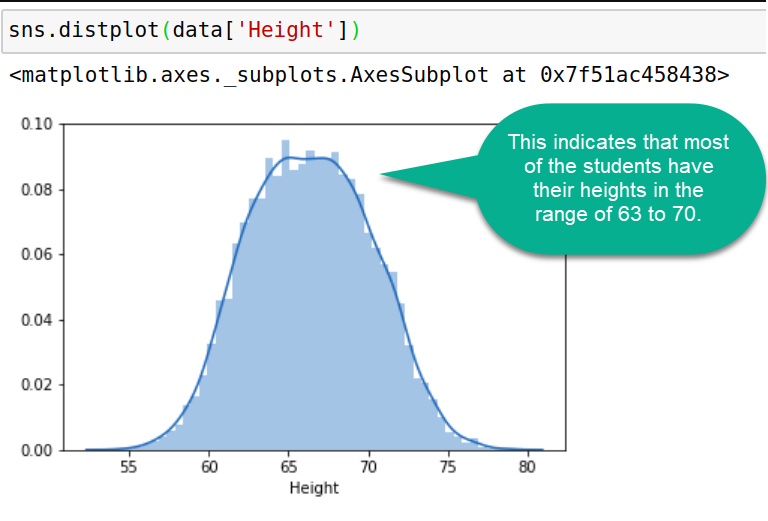 sns.distplot(data['Height'])
<matplotlib.axes._subplots.AxesSubplot at 0x7f51ac458438>
This indicates that most
of the students have
their heights in the
range of 63 to 70.
0.10
0.08
0.06
0.04
0.02
0.00
55 60 65 70 75 80
Height